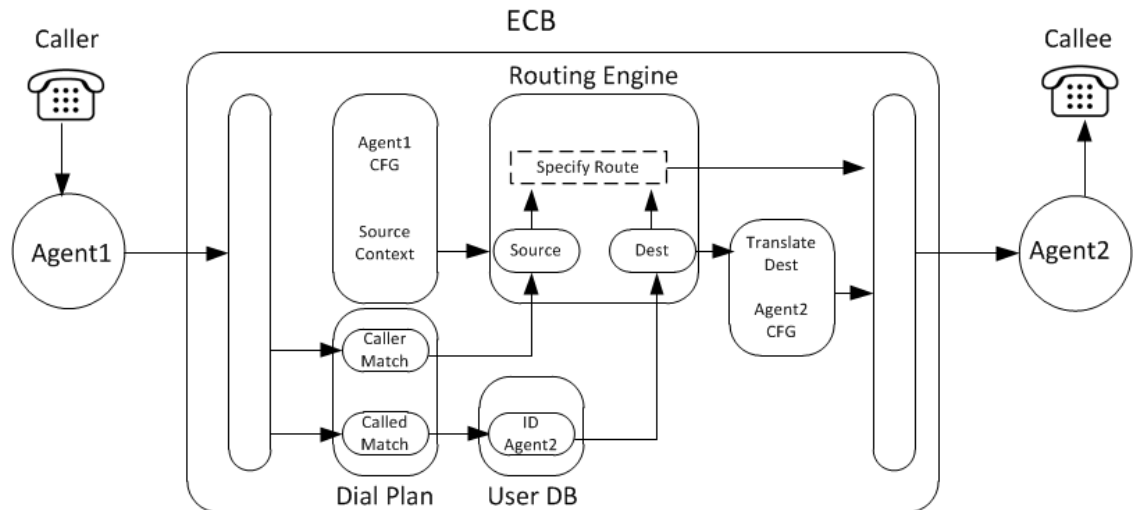 ECB
Caller
Callee
Routing Engine
Agent1
CFG
Specify Route
Agent1
Source
Context
Source
Dest
Translate
Dest
Agent2
Agent2
CFG
Caller
Match
Called
Match
ID
Agent2
Dial Plan
User DB